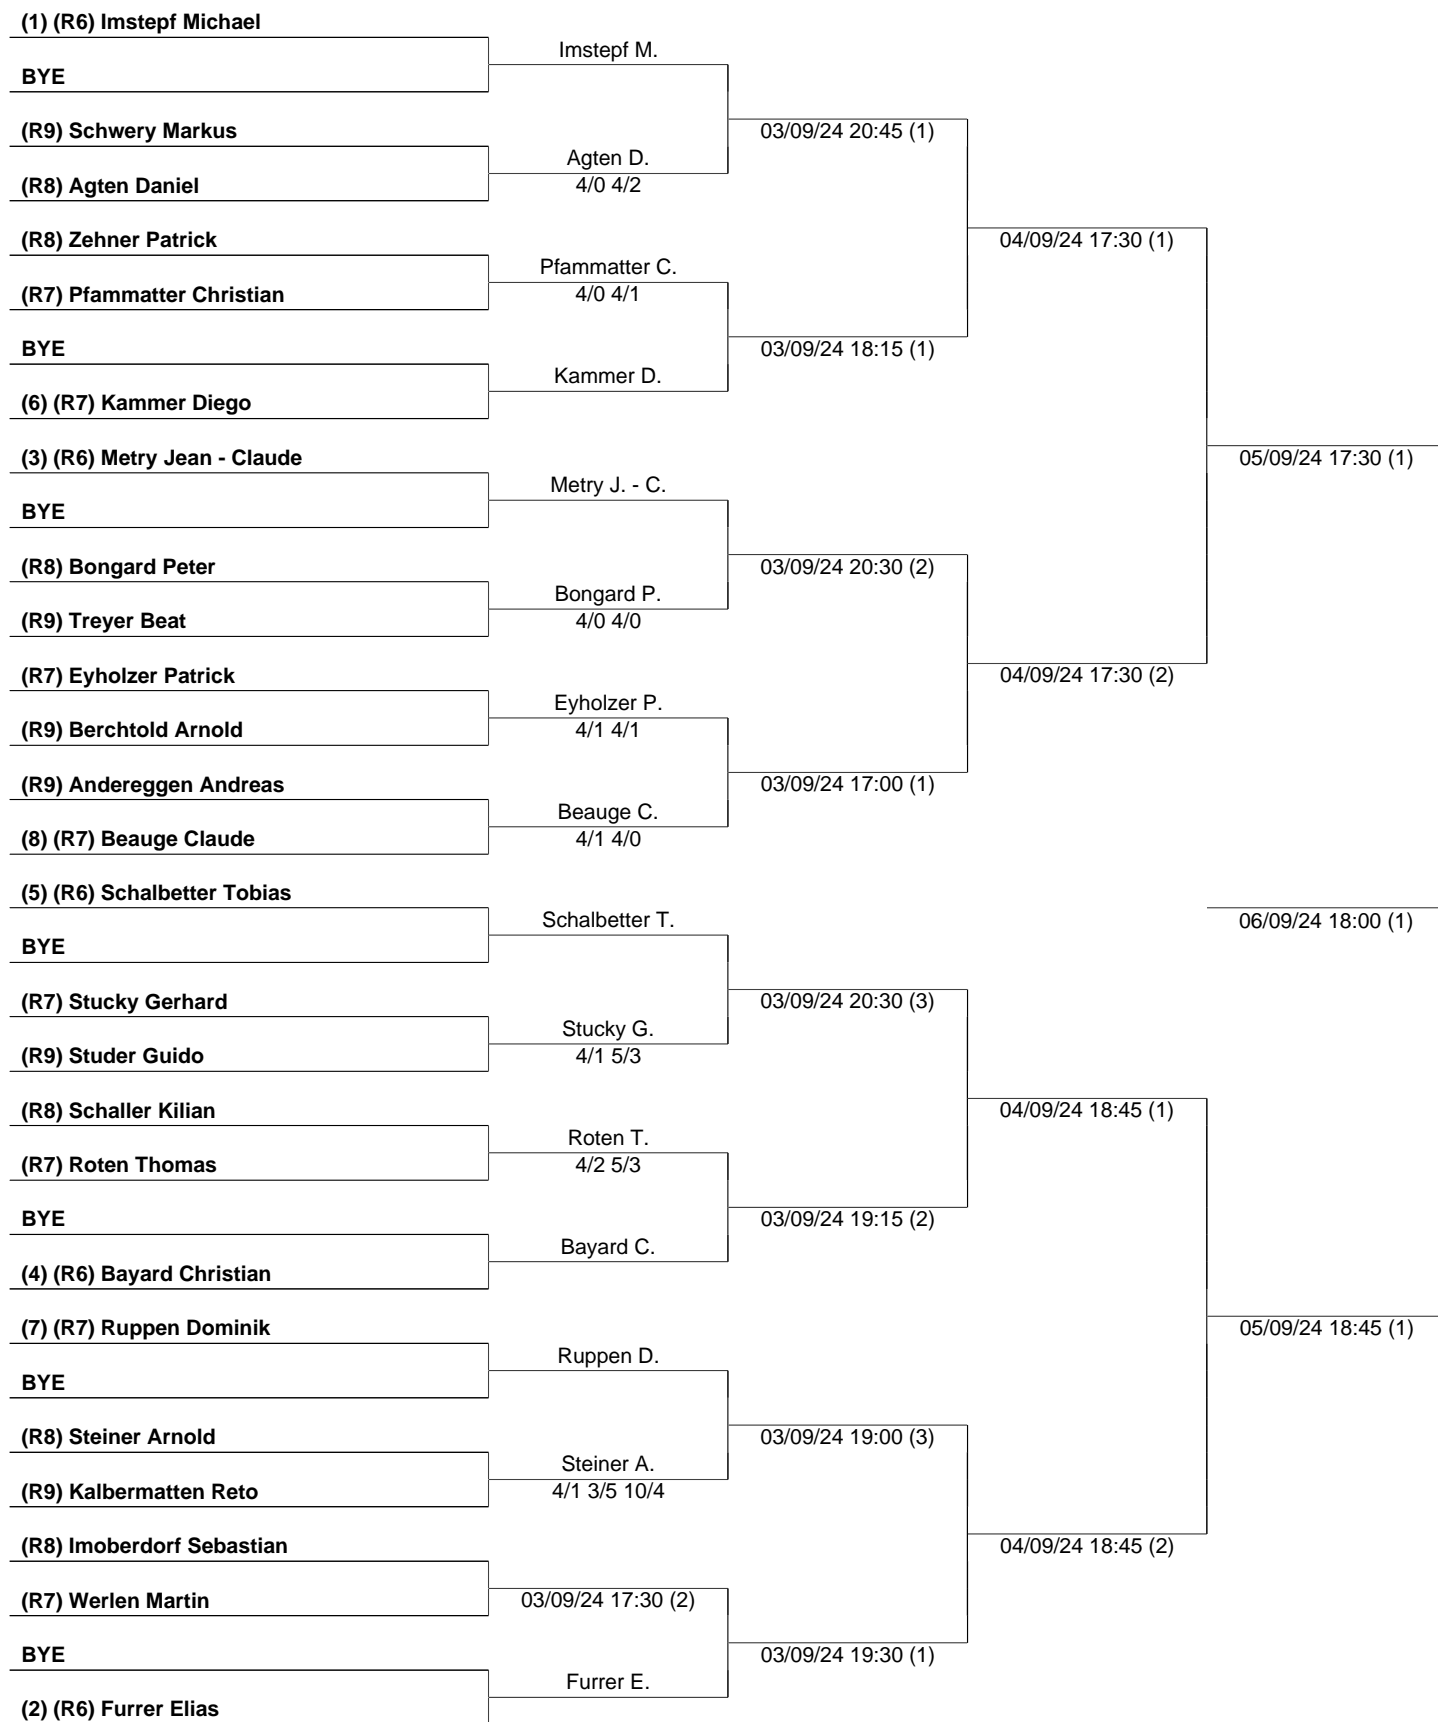 (1) (R6) Imstepf Michael
Imstepf M.
BYE
(R9) Schwery Markus
03/09/24 20:45 (1)
Agten D.
(R8) Agten Daniel
4/0 4/2
(R8) Zehner Patrick
04/09/24 17:30 (1)
Pfammatter C.
(R7) Pfammatter Christian
4/0 4/1
BYE
03/09/24 18:15 (1)
Kammer D.
(6) (R7) Kammer Diego
(3) (R6) Metry Jean - Claude
05/09/24 17:30 (1)
Metry J. - C.
BYE
(R8) Bongard Peter
03/09/24 20:30 (2)
Bongard P.
(R9) Treyer Beat
4/0 4/0
(R7) Eyholzer Patrick
04/09/24 17:30 (2)
Eyholzer P.
(R9) Berchtold Arnold
4/1 4/1
(R9) Andereggen Andreas
03/09/24 17:00 (1)
Beauge C.
(8) (R7) Beauge Claude
4/1 4/0
(5) (R6) Schalbetter Tobias
Schalbetter T.
06/09/24 18:00 (1)
BYE
(R7) Stucky Gerhard
03/09/24 20:30 (3)
Stucky G.
(R9) Studer Guido
4/1 5/3
(R8) Schaller Kilian
04/09/24 18:45 (1)
Roten T.
(R7) Roten Thomas
4/2 5/3
BYE
03/09/24 19:15 (2)
Bayard C.
(4) (R6) Bayard Christian
(7) (R7) Ruppen Dominik
05/09/24 18:45 (1)
Ruppen D.
BYE
(R8) Steiner Arnold
03/09/24 19:00 (3)
Steiner A.
(R9) Kalbermatten Reto
4/1 3/5 10/4
(R8) Imoberdorf Sebastian
04/09/24 18:45 (2)
(R7) Werlen Martin
03/09/24 17:30 (2)
BYE
03/09/24 19:30 (1)
Furrer E.
(2) (R6) Furrer Elias